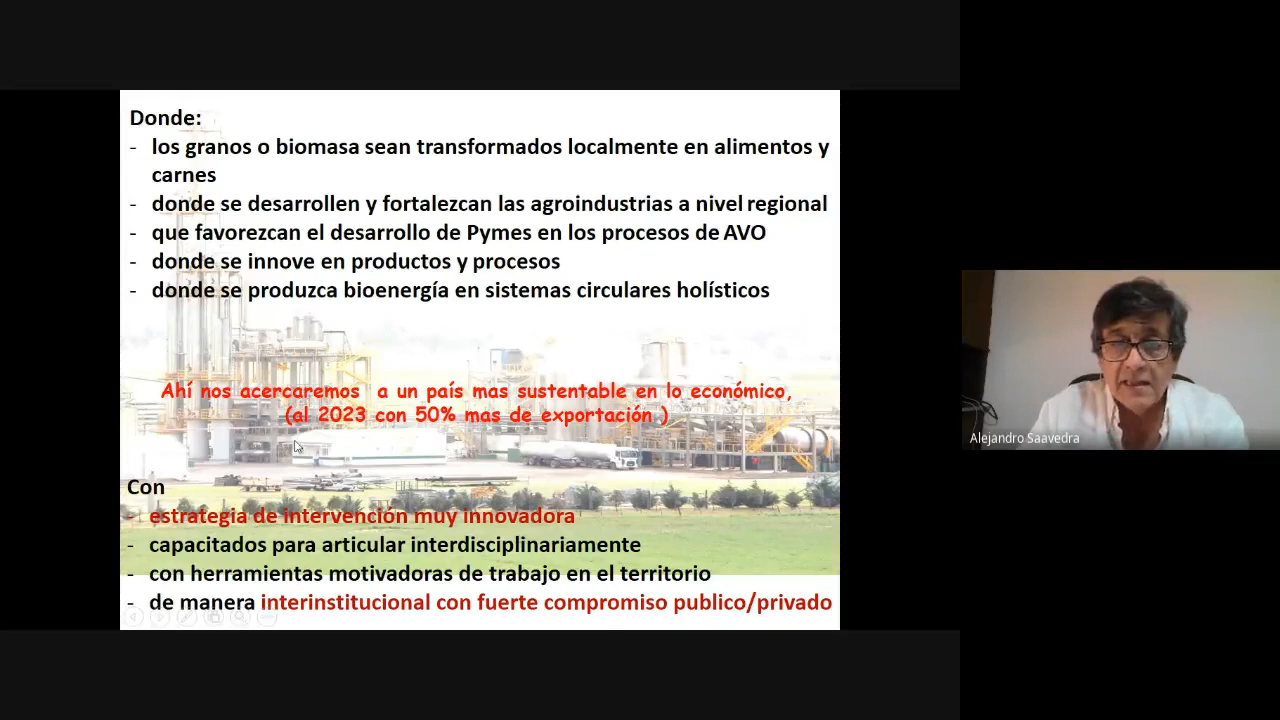 Donde:
- los granos o biomasa sean transformados localmente en alimentos y
carnes
- donde se desarrollen y fortalezcan las agroindustrias a nivel regional
- que favorezcan el desarrollo de Pymes en los procesos de AVO
- donde se innove en productos y procesos
- donde se produzca bioenergía en sistemas circulares holísticos
Ahí nos acercaremos a un país mas sustentable en lo económico,
(al 2023 con 50% mas de exportación )
Con
- estrategia de intervención muy innovadora
- capacitados para articular interdisciplinariamente
- con herramientas motivadoras de trabajo en el territorio
- de manera interinstitucional con fuerte compromiso publico/privado
Alejandro Saavedra